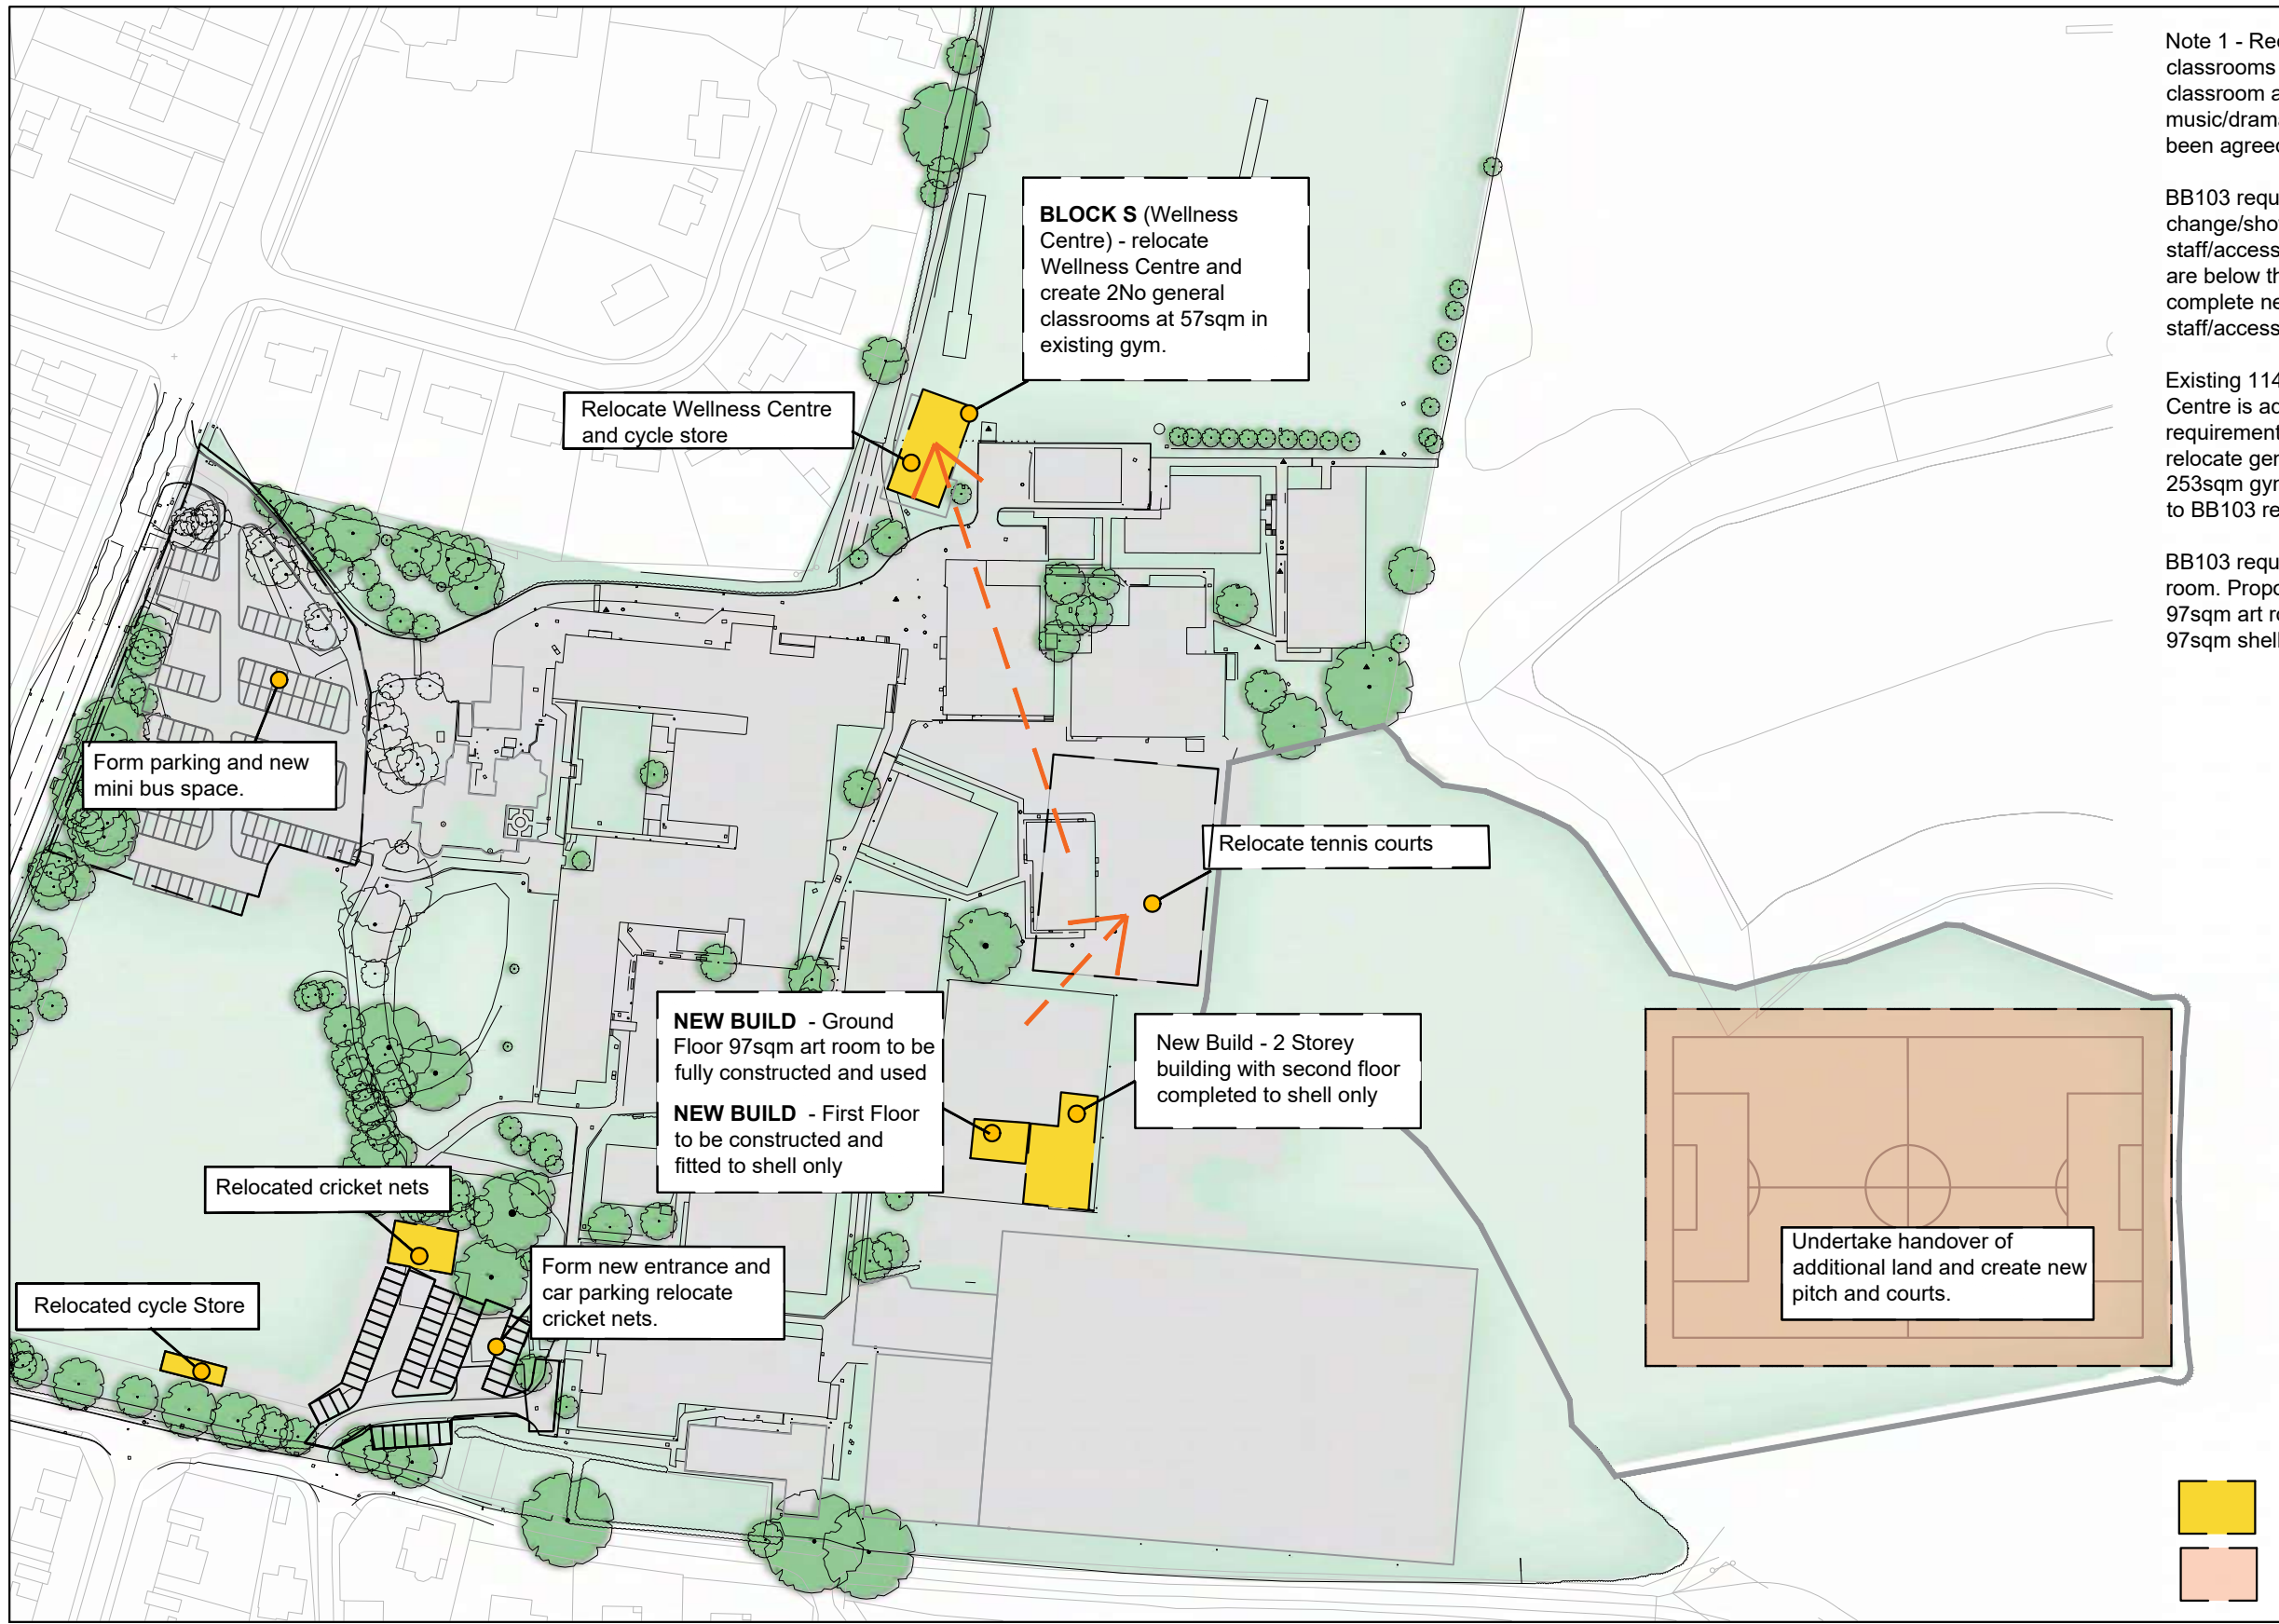 Note 1 - Re
classrooms
classroom a
music/dram
been agreed
BB103 requ
change/sho
staff/access
are below th
complete ne
staff/access
Existing 114
Centre is ad
requirement
relocate gen
253sqm gyn
to BB103 re
BB103 requ
room. Propo
97sqm art ro
97sqm shell
BLOCK S (Wellness
Centre) - relocate
Wellness Centre and
create 2No general
classrooms at 57sqm in
existing gym.
Relocate Wellness Centre
and cycle store
Form parking and new
mini bus space.
Relocate tennis courts
NEW BUILD - Ground
Floor 97sqm art room to be
fully constructed and used
NEW BUILD - First Floor
to be constructed and
fitted to shell only
New Build - 2 Storey
building with second floor
completed to shell only
Relocated cricket nets
Form new entrance and
car parking relocate
cricket nets.
Relocated cycle Store
Undertake handover of
additional land and create new
pitch and courts.